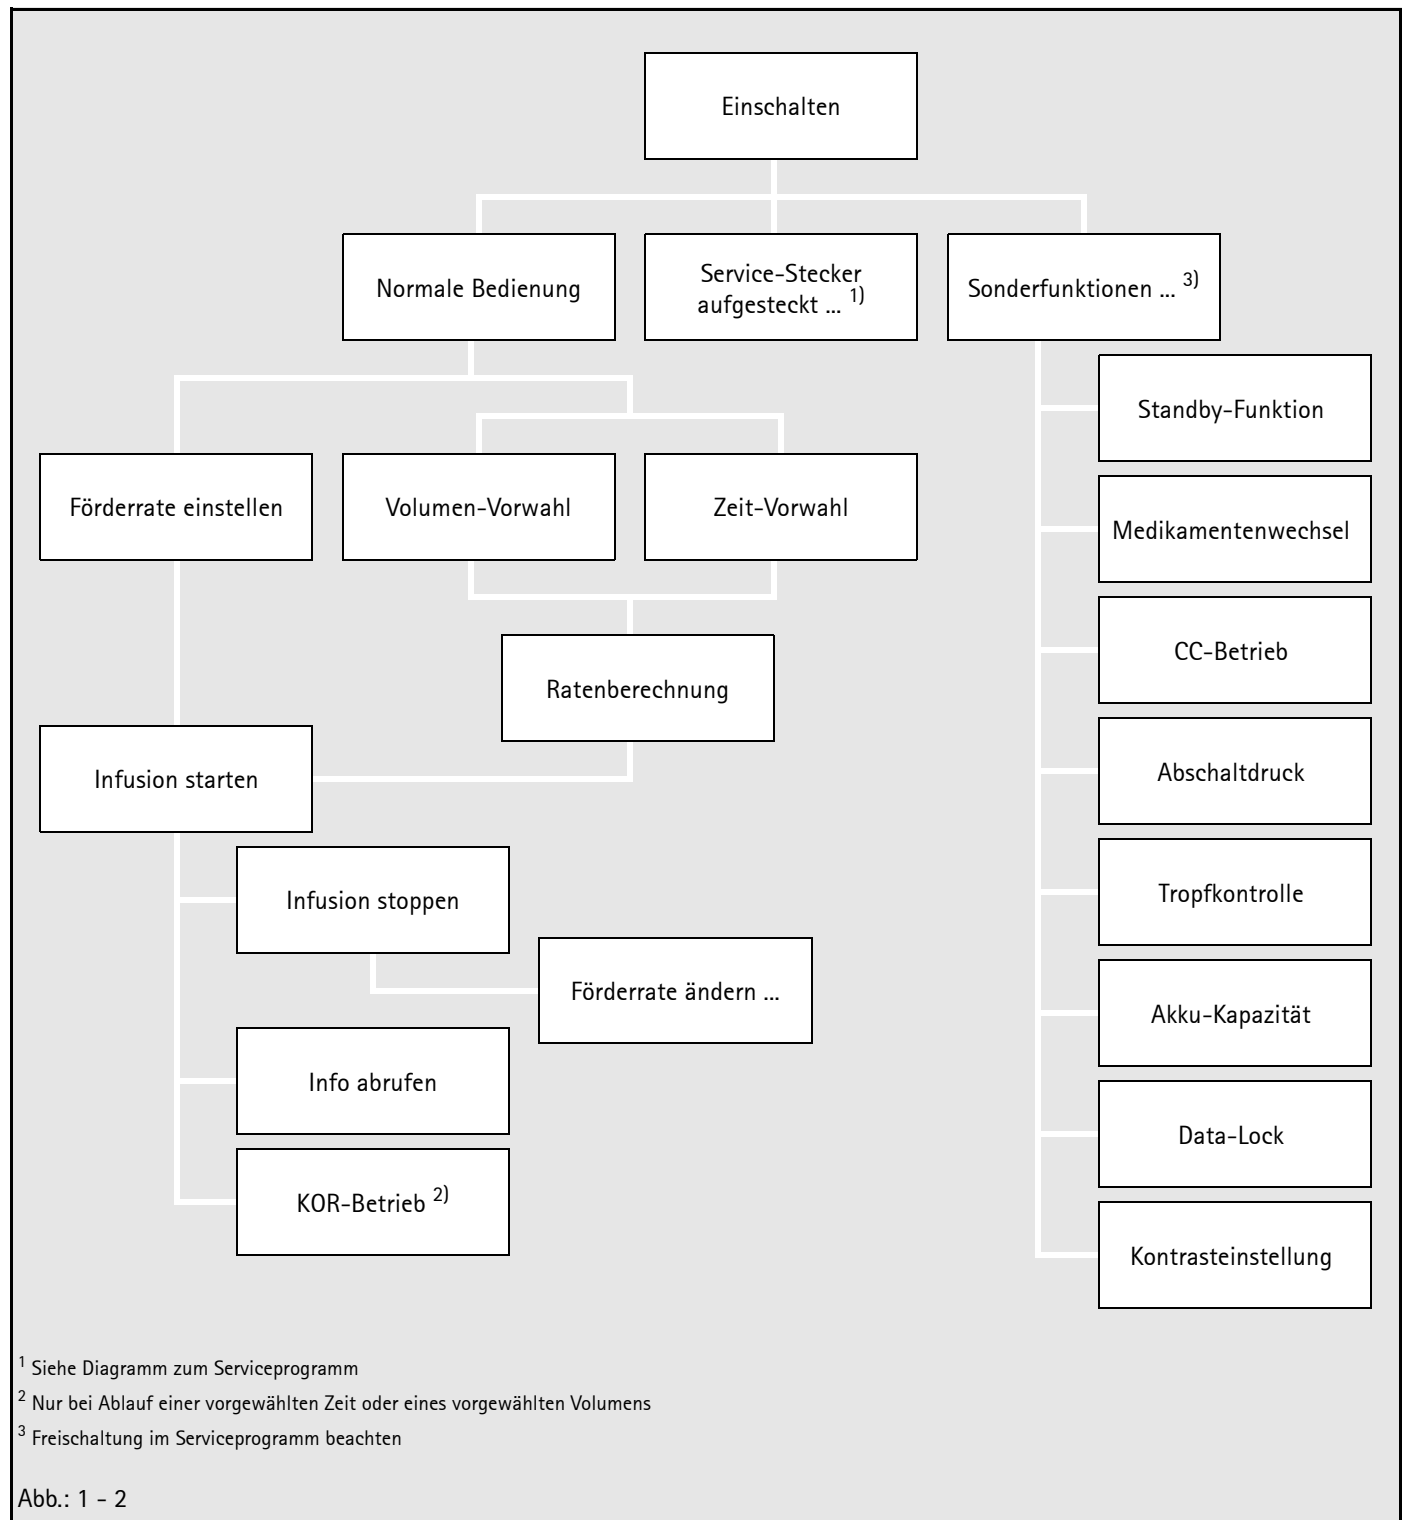 Einschalten
Normale Bedienung
Service-Stecker
aufgesteckt ... 1)
Sonderfunktionen ... 3)
Standby-Funktion
Medikamentenwechsel
CC-Betrieb
Abschaltdruck
Tropfkontrolle
Akku-Kapazität
Data-Lock
Kontrasteinstellung
Förderrate einstellen
Volumen-Vorwahl
Zeit-Vorwahl
Ratenberechnung
Infusion starten
Infusion stoppen
Förderrate ändern ...
Info abrufen
KOR-Betrieb 2)
1 Siehe Diagramm zum Serviceprogramm
2 Nur bei Ablauf einer vorgewählten Zeit oder eines vorgewählten Volumens
3 Freischaltung im Serviceprogramm beachten
Abb.: 1 - 2